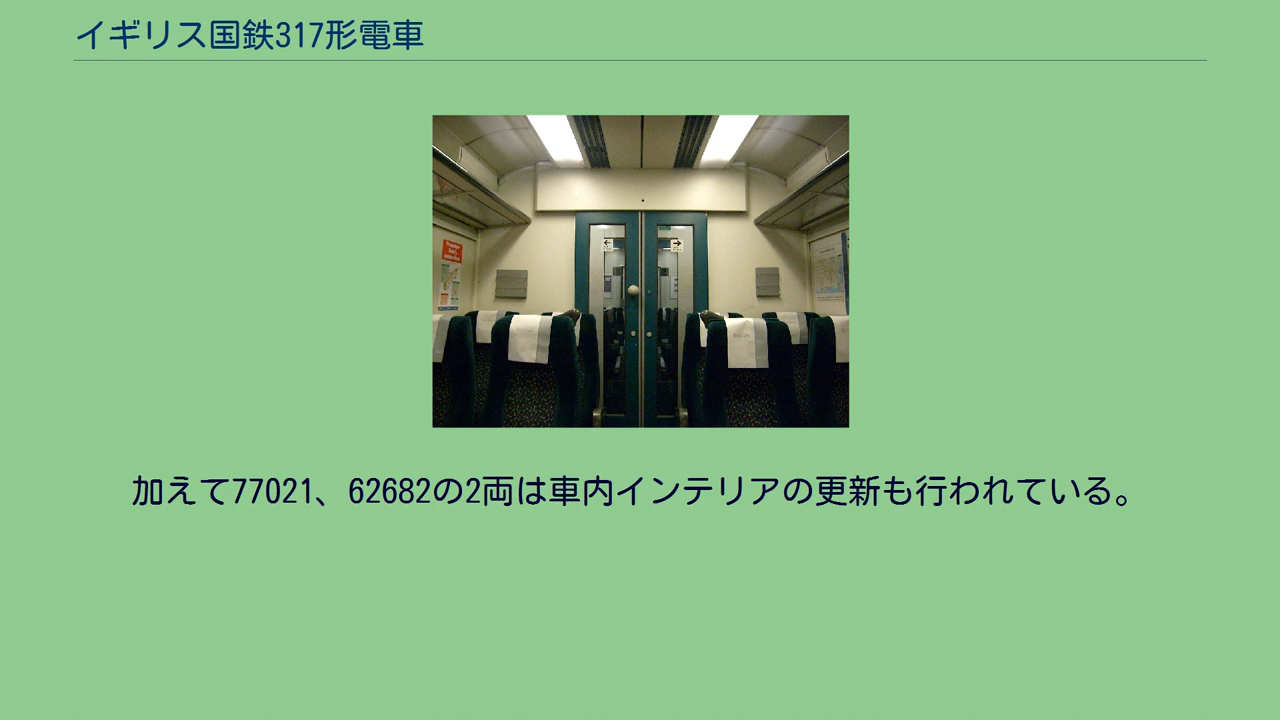 イギリス国鉄317形電車
加えて77021、62682の2両は車内インテリアの更新も行われている。